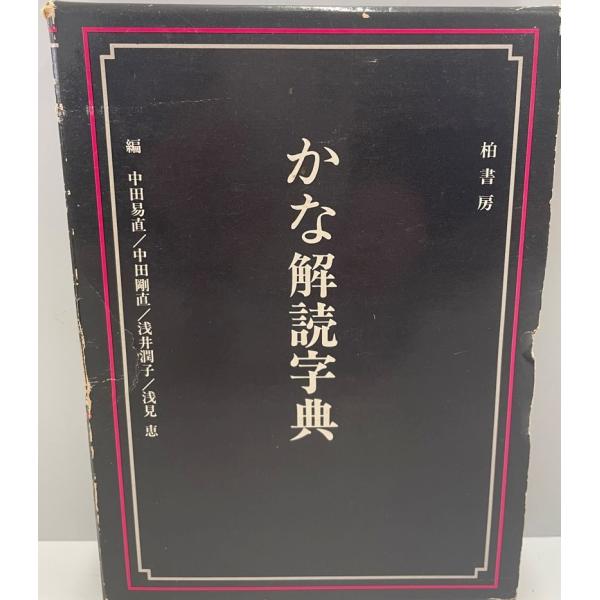 柏書房
かな解読字典
編 中田易直／中田剛直／浅井潤子／浅見 恵